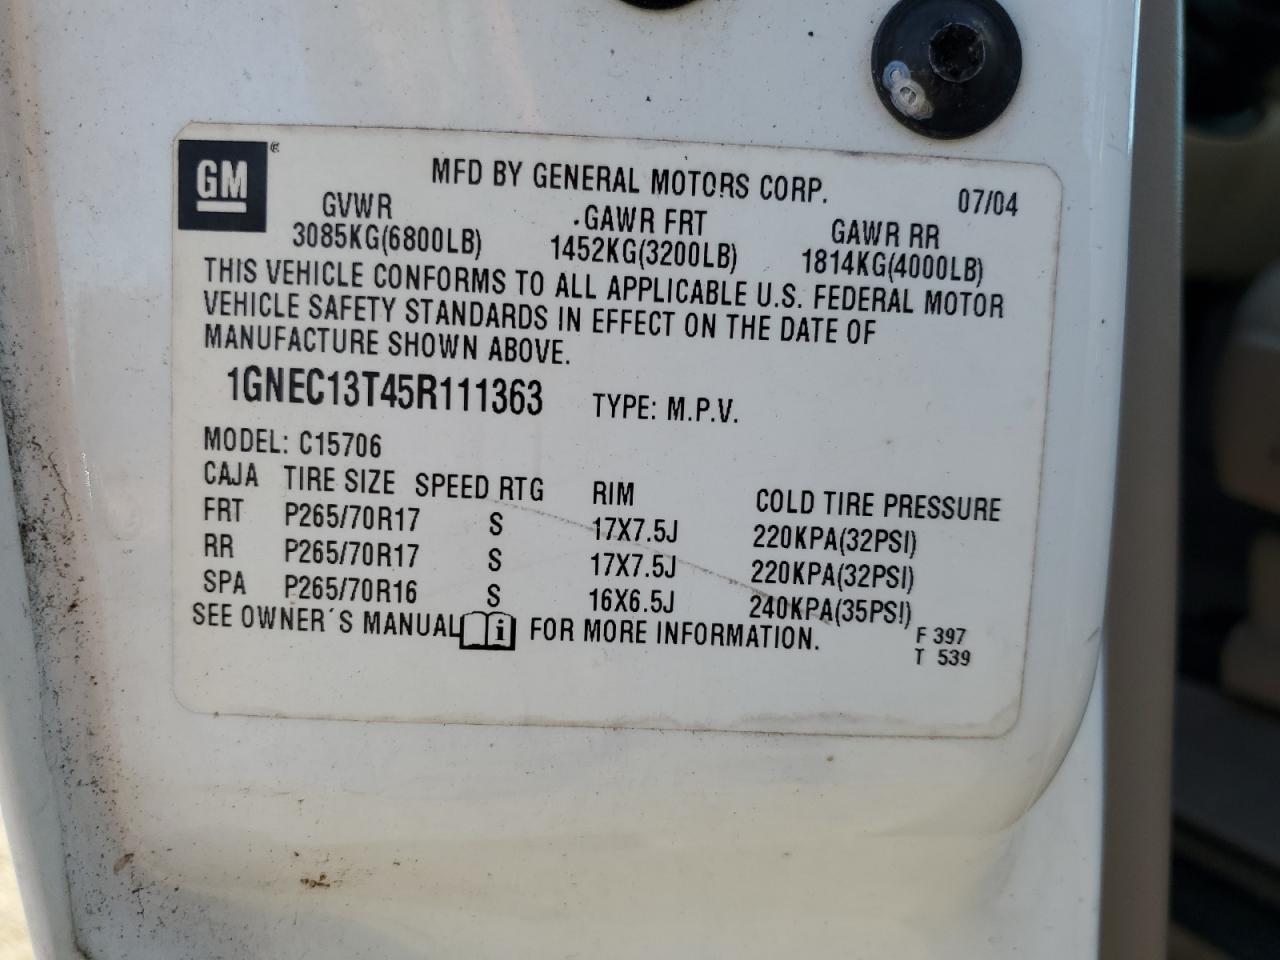 GM ®
MFD BY GENERAL MOTORS CORP. 07/04
GVWR GAWR FRT GAWR RR
3085KG(6800LB) 1452KG(3200LB) 1814KG(4000LB)
THIS VEHICLE CONFORMS TO ALL APPLICABLE U.S. FEDERAL MOTOR
VEHICLE SAFETY STANDARDS IN EFFECT ON THE DATE OF
MANUFACTURE SHOWN ABOVE.
1GNEC13T45R111363 TYPE: M.P.V.
MODEL: C15706
CAJA TIRE SIZE SPEED RTG RIM COLD TIRE PRESSURE
FRT P265/70R17 S 17X7.5J 220KPA(32PSI)
RR P265/70R17 S 17X7.5J 220KPA(32PSI)
SPA P265/70R16 S 16X6.5J 240KPA(35PSI)
SEE OWNER´S MANUAL i FOR MORE INFORMATION.
F 397
T 539